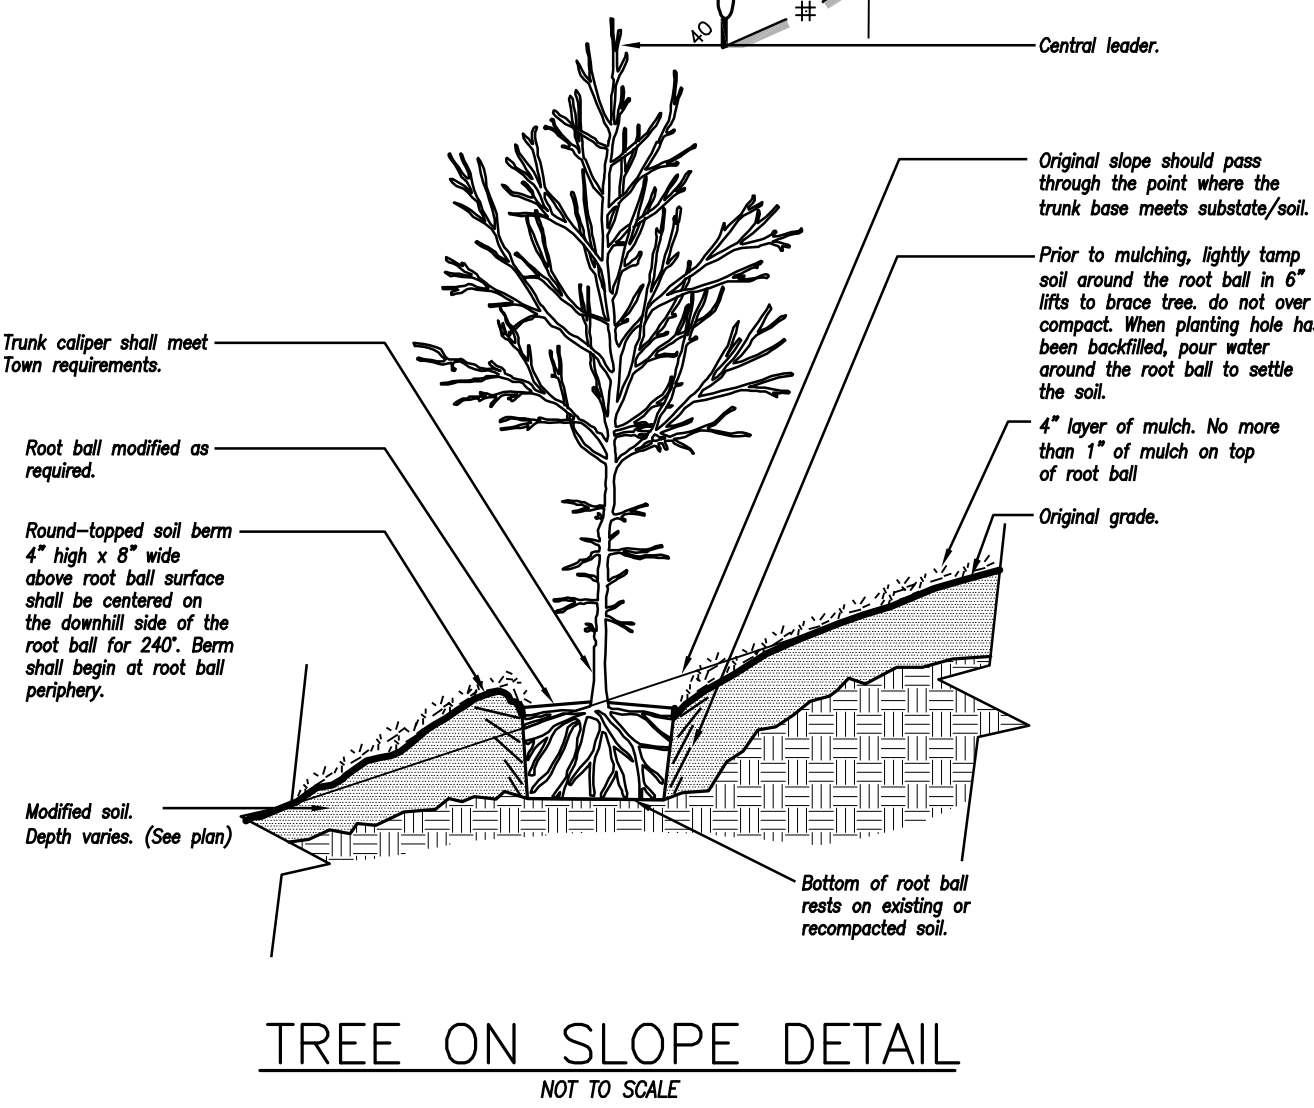 40
#
Central leader.
Original slope should pass
through the point where the
trunk base meets substate/soil.
Prior to mulching, lightly tamp
soil around the root ball in 6"
lifts to brace tree. do not over
compact. When planting hole has
been backfilled, pour water
around the root ball to settle
the soil.
4" layer of mulch. No more
than 1" of mulch on top
of root ball
Original grade.
Trunk caliper shall meet
Town requirements.
Root ball modified as
required.
Round-topped soil berm
4" high x 8" wide
above root ball surface
shall be centered on
the downhill side of the
root ball for 240°. Berm
shall begin at root ball
periphery.
Modified soil.
Depth varies. (See plan)
Bottom of root ball
rests on existing or
recompacted soil.
TREE ON SLOPE DETAIL
NOT TO SCALE